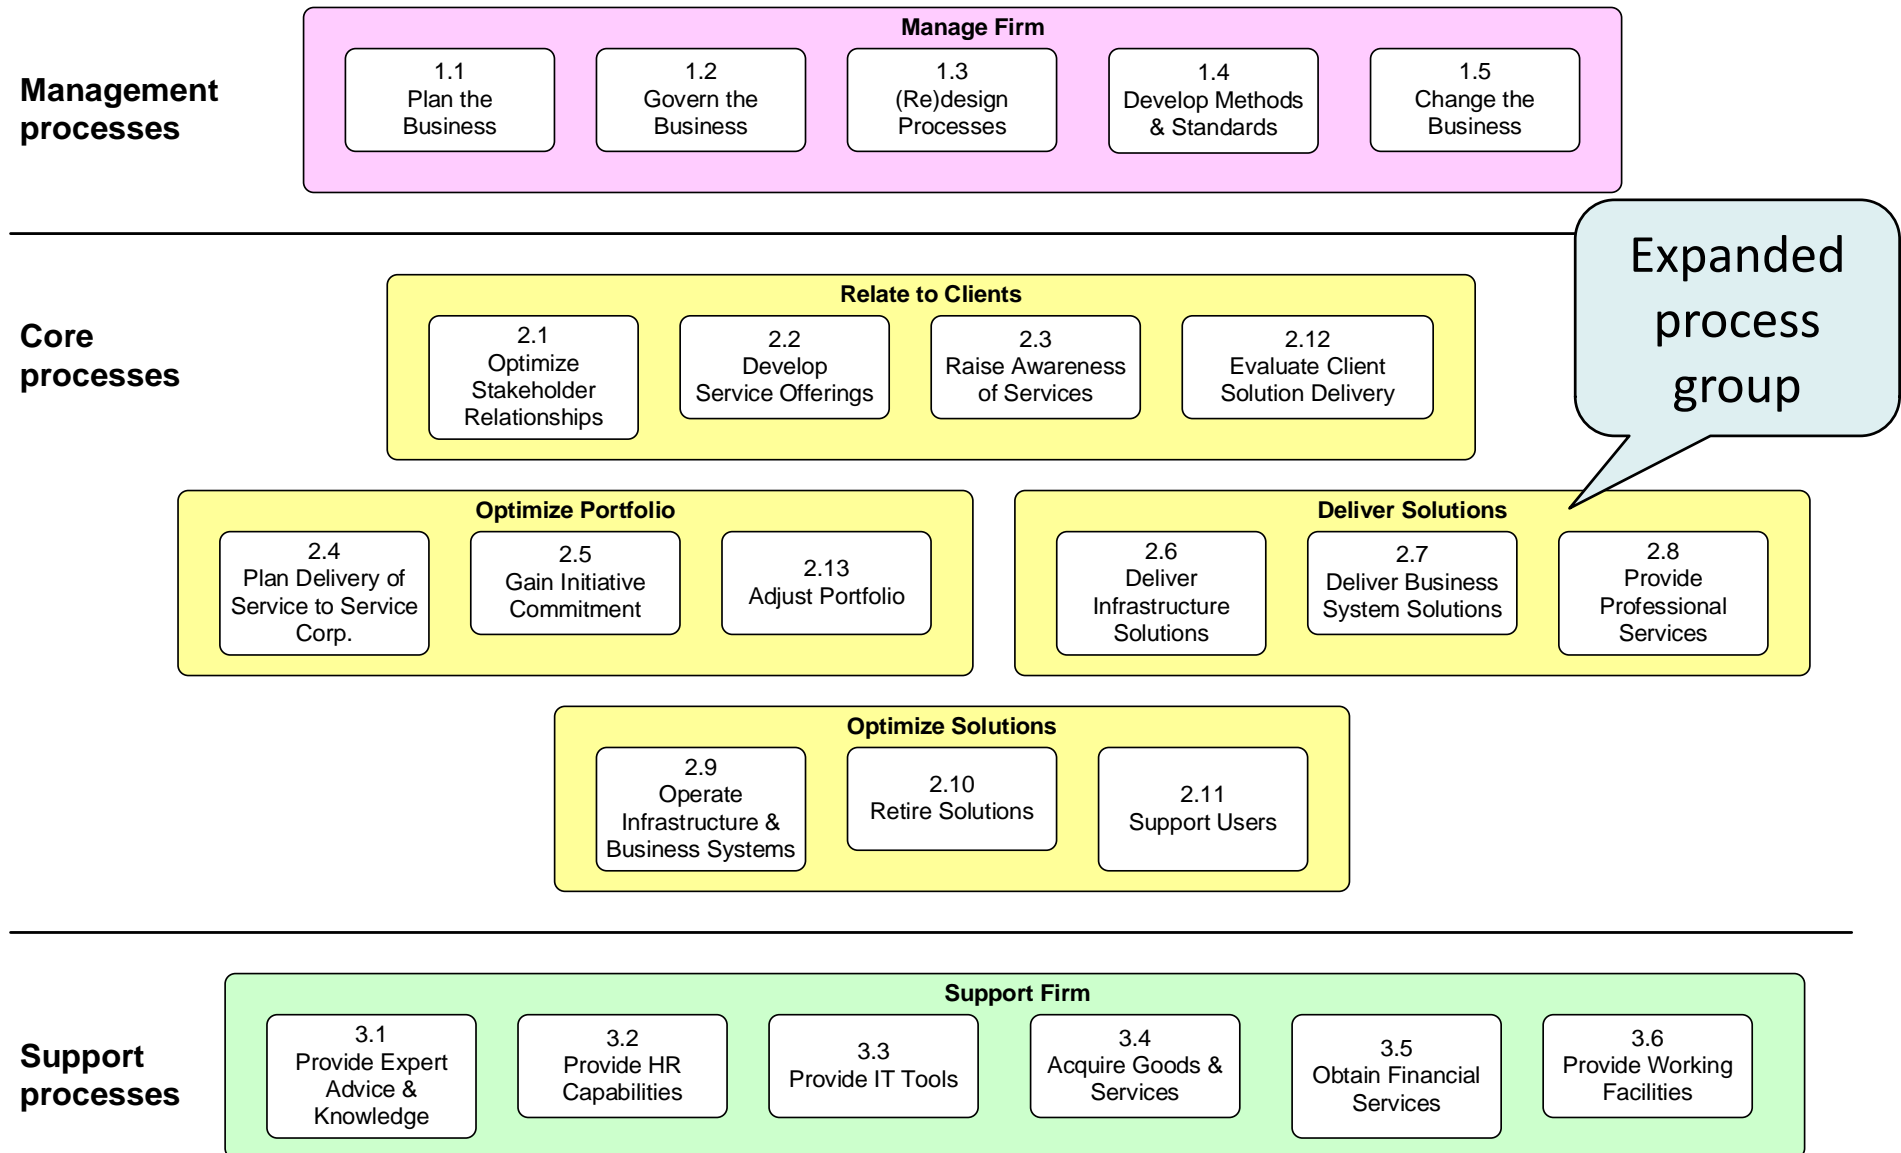 Management
processes
Manage Firm
1.1
Plan the
Business
1.2
Govern the
Business
1.3
(Re)design
Processes
1.4
Develop Methods
& Standards
1.5
Change the
Business
Expanded
process
group
Core
processes
Relate to Clients
2.1
Optimize
Stakeholder
Relationships
2.2
Develop
Service Offerings
2.3
Raise Awareness
of Services
2.12
Evaluate Client
Solution Delivery
Optimize Portfolio
2.4
Plan Delivery of
Service to Service
Corp.
2.5
Gain Initiative
Commitment
2.13
Adjust Portfolio
Deliver Solutions
2.6
Deliver
Infrastructure
Solutions
2.7
Deliver Business
System Solutions
2.8
Provide
Professional
Services
Optimize Solutions
2.9
Operate
Infrastructure &
Business Systems
2.10
Retire Solutions
2.11
Support Users
Support
processes
Support Firm
3.1
Provide Expert
Advice &
Knowledge
3.2
Provide HR
Capabilities
3.3
Provide IT Tools
3.4
Acquire Goods &
Services
3.5
Obtain Financial
Services
3.6
Provide Working
Facilities